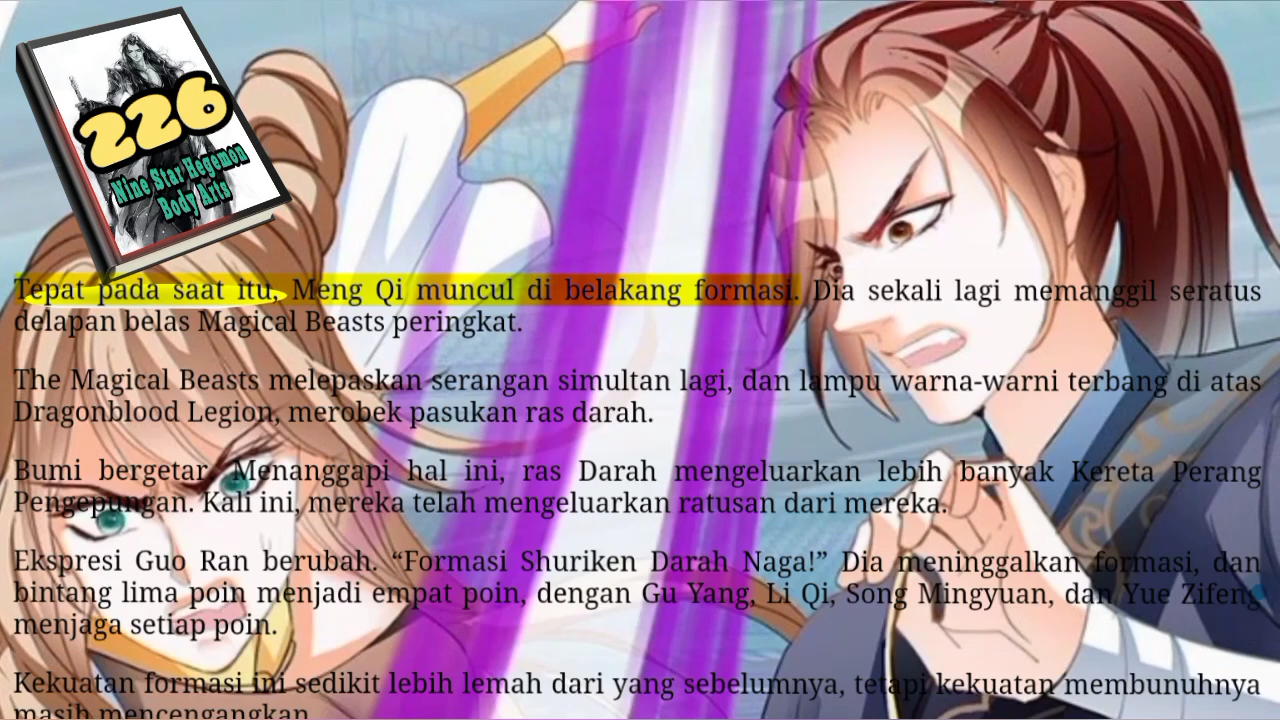 226
Nine Star Hegemon
Body Arts
Tepat pada saat itu, Meng Qi muncul di belakang formasi. Dia sekali lagi memanggil seratus
delapan belas Magical Beasts peringkat.
The Magical Beasts melepaskan serangan simultan lagi, dan lampu warna-warni terbang di atas
Dragonblood Legion, merobek pasukan ras darah.
Bumi bergetar. Menanggapi hal ini, ras Darah mengeluarkan lebih banyak Kereta Perang
Pengepungan. Kali ini, mereka telah mengeluarkan ratusan dari mereka.
Ekspresi Guo Ran berubah. “Formasi Shuriken Darah Naga!” Dia meninggalkan formasi, dan
bintang lima poin menjadi empat poin, dengan Gu Yang, Li Qi, Song Mingyuan, dan Yue Zifeng
menjaga setiap poin.
Kekuatan formasi ini sedikit lebih lemah dari yang sebelumnya, tetapi kekuatan membunuhnya
masih mencengangkan.